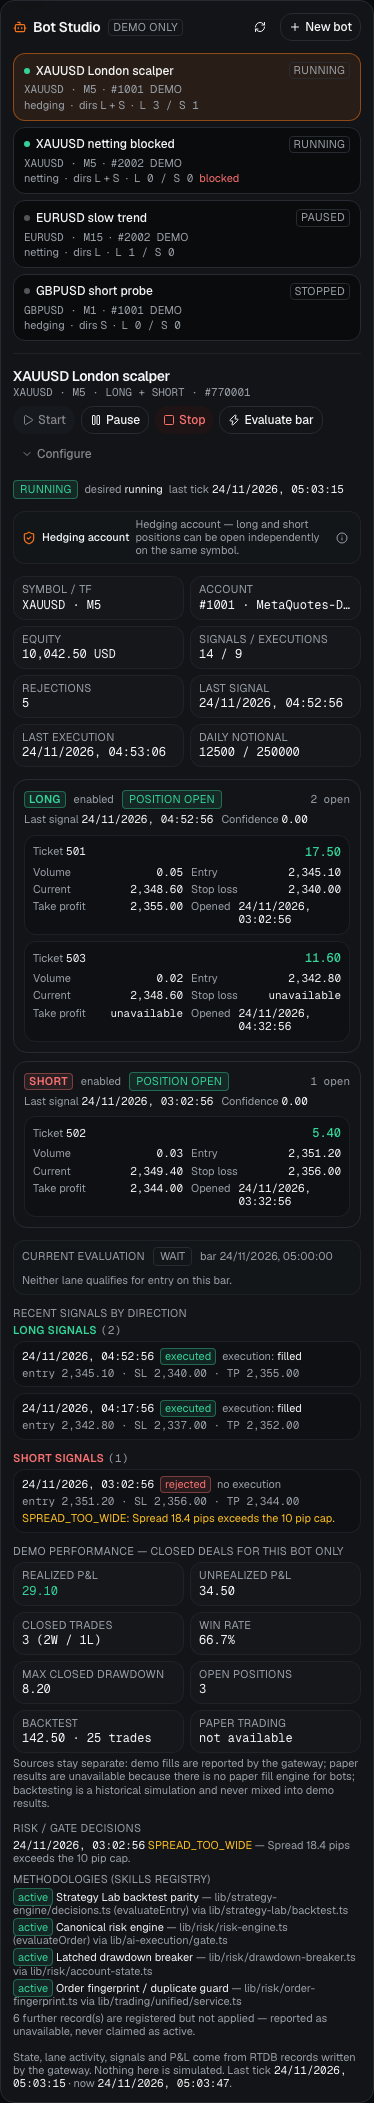 Bot Studio DEMO ONLY New bot
XAUUSD London scalper RUNNING
XAUUSD · M5 · #1001 DEMO
hedging · dirs L + S · L 3 / S 1
XAUUSD netting blocked RUNNING
XAUUSD · M5 · #2002 DEMO
netting · dirs L + S · L 0 / S 0 blocked
EURUSD slow trend PAUSED
EURUSD · M15 · #2002 DEMO
netting · dirs L · L 1 / S 0
GBPUSD short probe STOPPED
GBPUSD · M1 · #1001 DEMO
hedging · dirs S · L 0 / S 0
XAUUSD London scalper
XAUUSD · M5 · LONG + SHORT · #770001
Start Pause Stop Evaluate bar
Configure
RUNNING desired running last tick 24/11/2026, 05:03:15
Hedging account Hedging account — long and short
positions can be open independently
on the same symbol.
SYMBOL / TF ACCOUNT
XAUUSD · M5 #1001 · MetaQuotes-D…
EQUITY SIGNALS / EXECUTIONS
10,042.50 USD 14 / 9
REJECTIONS LAST SIGNAL
5 24/11/2026, 04:52:56
LAST EXECUTION DAILY NOTIONAL
24/11/2026, 04:53:06 12500 / 250000
LONG enabled POSITION OPEN 2 open
Last signal 24/11/2026, 04:52:56 Confidence 0.00
Ticket 501 17.50
Volume 0.05 Entry 2,345.10
Current 2,348.60 Stop loss 2,340.00
Take profit 2,355.00 Opened 24/11/2026,
03:02:56
Ticket 503 11.60
Volume 0.02 Entry 2,342.80
Current 2,348.60 Stop loss unavailable
Take profit unavailable Opened 24/11/2026,
04:32:56
SHORT enabled POSITION OPEN 1 open
Last signal 24/11/2026, 03:02:56 Confidence 0.00
Ticket 502 5.40
Volume 0.03 Entry 2,351.20
Current 2,349.40 Stop loss 2,356.00
Take profit 2,344.00 Opened 24/11/2026,
03:32:56
CURRENT EVALUATION WAIT bar 24/11/2026, 05:00:00
Neither lane qualifies for entry on this bar.
RECENT SIGNALS BY DIRECTION
LONG SIGNALS (2)
24/11/2026, 04:52:56 executed execution: filled
entry 2,345.10 · SL 2,340.00 · TP 2,355.00
24/11/2026, 04:17:56 executed execution: filled
entry 2,342.80 · SL 2,337.00 · TP 2,352.00
SHORT SIGNALS (1)
24/11/2026, 03:02:56 rejected no execution
entry 2,351.20 · SL 2,356.00 · TP 2,344.00
SPREAD_TOO_WIDE: Spread 18.4 pips exceeds the 10 pip cap.
DEMO PERFORMANCE — CLOSED DEALS FOR THIS BOT ONLY
REALIZED P&L UNREALIZED P&L
29.10 34.50
CLOSED TRADES WIN RATE
3 (2W / 1L) 66.7%
MAX CLOSED DRAWDOWN OPEN POSITIONS
8.20 3
BACKTEST PAPER TRADING
142.50 · 25 trades not available
Sources stay separate: demo fills are reported by the gateway; paper
results are unavailable because there is no paper fill engine for bots;
backtesting is a historical simulation and never mixed into demo
results.
RISK / GATE DECISIONS
24/11/2026, 03:02:56 SPREAD_TOO_WIDE — Spread 18.4 pips
exceeds the 10 pip cap.
METHODOLOGIES (SKILLS REGISTRY)
active Strategy Lab backtest parity — lib/strategy-
engine/decisions.ts (evaluateEntry) via lib/strategy-lab/backtest.ts
active Canonical risk engine — lib/risk/risk-engine.ts
(evaluateOrder) via lib/ai-execution/gate.ts
active Latched drawdown breaker — lib/risk/drawdown-breaker.ts
via lib/risk/account-state.ts
active Order fingerprint / duplicate guard — lib/risk/order-
fingerprint.ts via lib/trading/unified/service.ts
6 further record(s) are registered but not applied — reported as
unavailable, never claimed as active.
State, lane activity, signals and P&L come from RTDB records written
by the gateway. Nothing here is simulated. Last tick 24/11/2026,
05:03:15 · now 24/11/2026, 05:03:47.